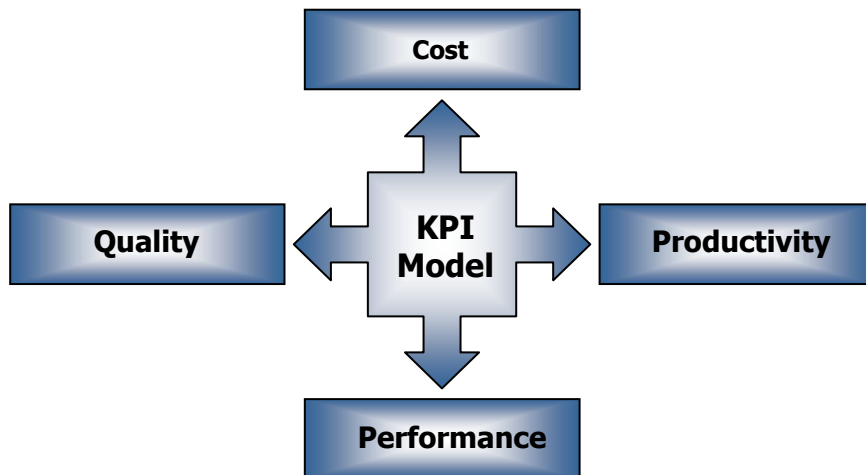 Cost
Quality
KPI
Model
Productivity
Performance